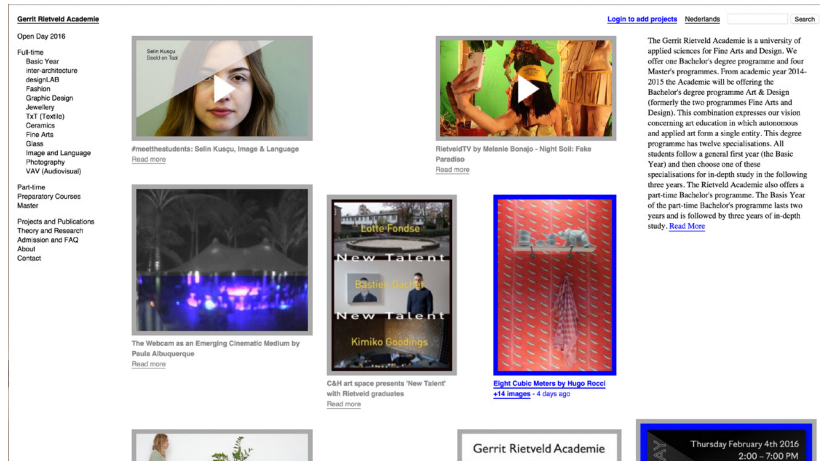 Gerrit Rietveld Academie
Login to add projects
Nederlands
Search
Open Day 2016
Full-time
Basic Year
inter-architecture
designLAB
Fashion
Graphic Design
Jewellery
TxT (Textile)
Ceramics
Fine Arts
Glass
Image and Language
Photography
VAV (Audiovisual)
Part-time
Preparatory Courses
Master
Projects and Publications
Theory and Research
Admission and FAQ
About
Contact
Selin Kusçu
Beeld en Taal
#meetthestudents: Selin Kusçu, Image & Language
Read more
RietveldTV by Melanie Bonajo - Night Soil: Fake
Paradiso
Read more
The Gerrit Rietveld Academie is a university of
applied sciences for Fine Arts and Design. We
offer one Bachelor's degree programme and four
Master's programmes. From academic year 2014-
2015 the Academie will be offering the
Bachelor's degree programme Art & Design
(formerly the two programmes Fine Arts and
Design). This combination expresses our vision
concerning art education in which autonomous
and applied art form a single entity. This degree
programme has twelve specialisations. All
students follow a general first year (the Basic
Year) and then choose one of these
specialisations for in-depth study in the following
three years. The Rietveld Academie also offers a
part-time Bachelor's programme. The Basis Year
of the part-time Bachelor's programme lasts two
years and is followed by three years of in-depth
study. Read More
The Webcam as an Emerging Cinematic Medium by
Paula Albuquerque
Read more
Lotte Fondse
New Talent
Bastien Gachet
New Talent
Kimiko Goodings
C&H art space presents 'New Talent'
with Rietveld graduates
Read more
Eight Cubic Meters by Hugo Rocci
+14 images - 4 days ago
Gerrit Rietveld Academie
Thursday February 4th 2016
2:00 – 7:00 PM
AY